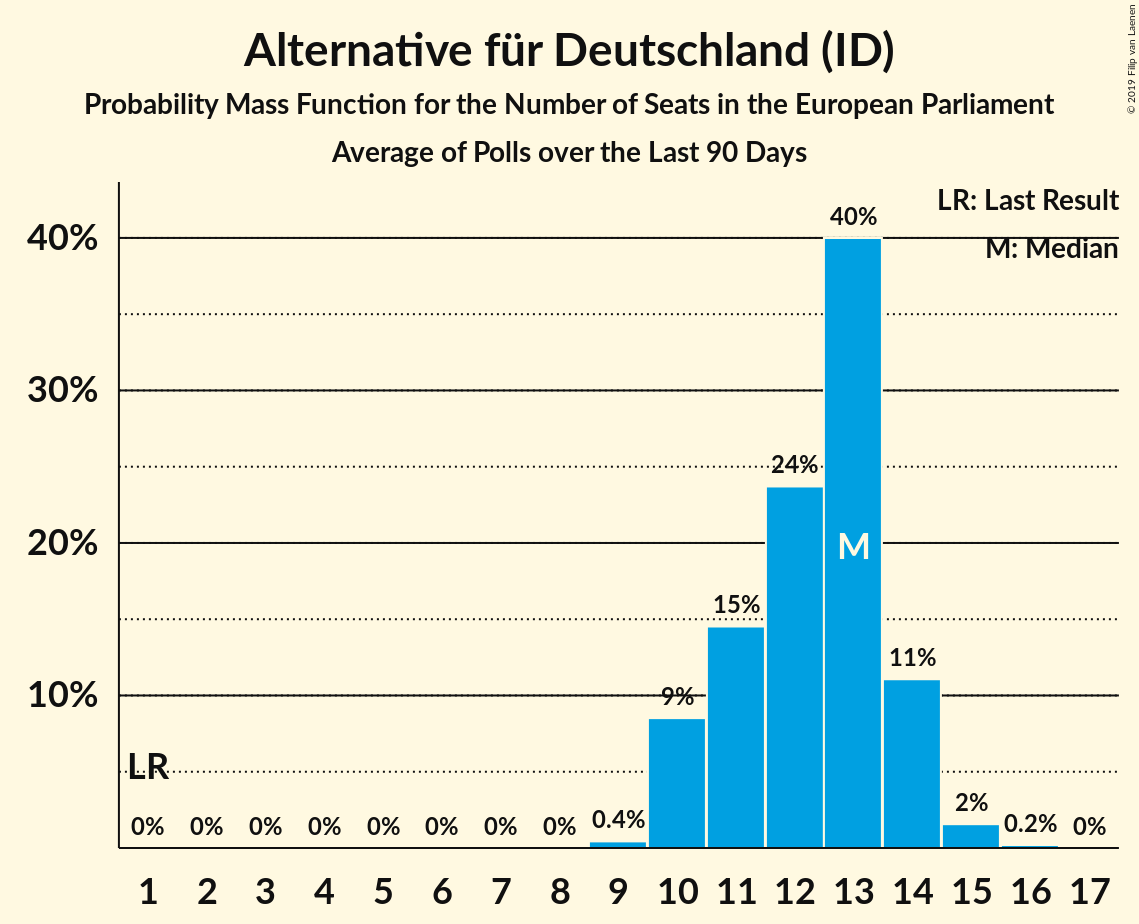 Alternative für Deutschland (ID)
Probability Mass Function for the Number of Seats in the European Parliament
Average of Polls over the Last 90 Days
© 2019 Filip van Laenen
LR: Last Result
M: Median
40%
30%
20%
10%
LR
0% 0% 0% 0% 0% 0% 0% 0% 0.4% 9% 15% 24% 40% 11% 2% 0.2% 0%
M
1 2 3 4 5 6 7 8 9 10 11 12 13 14 15 16 17